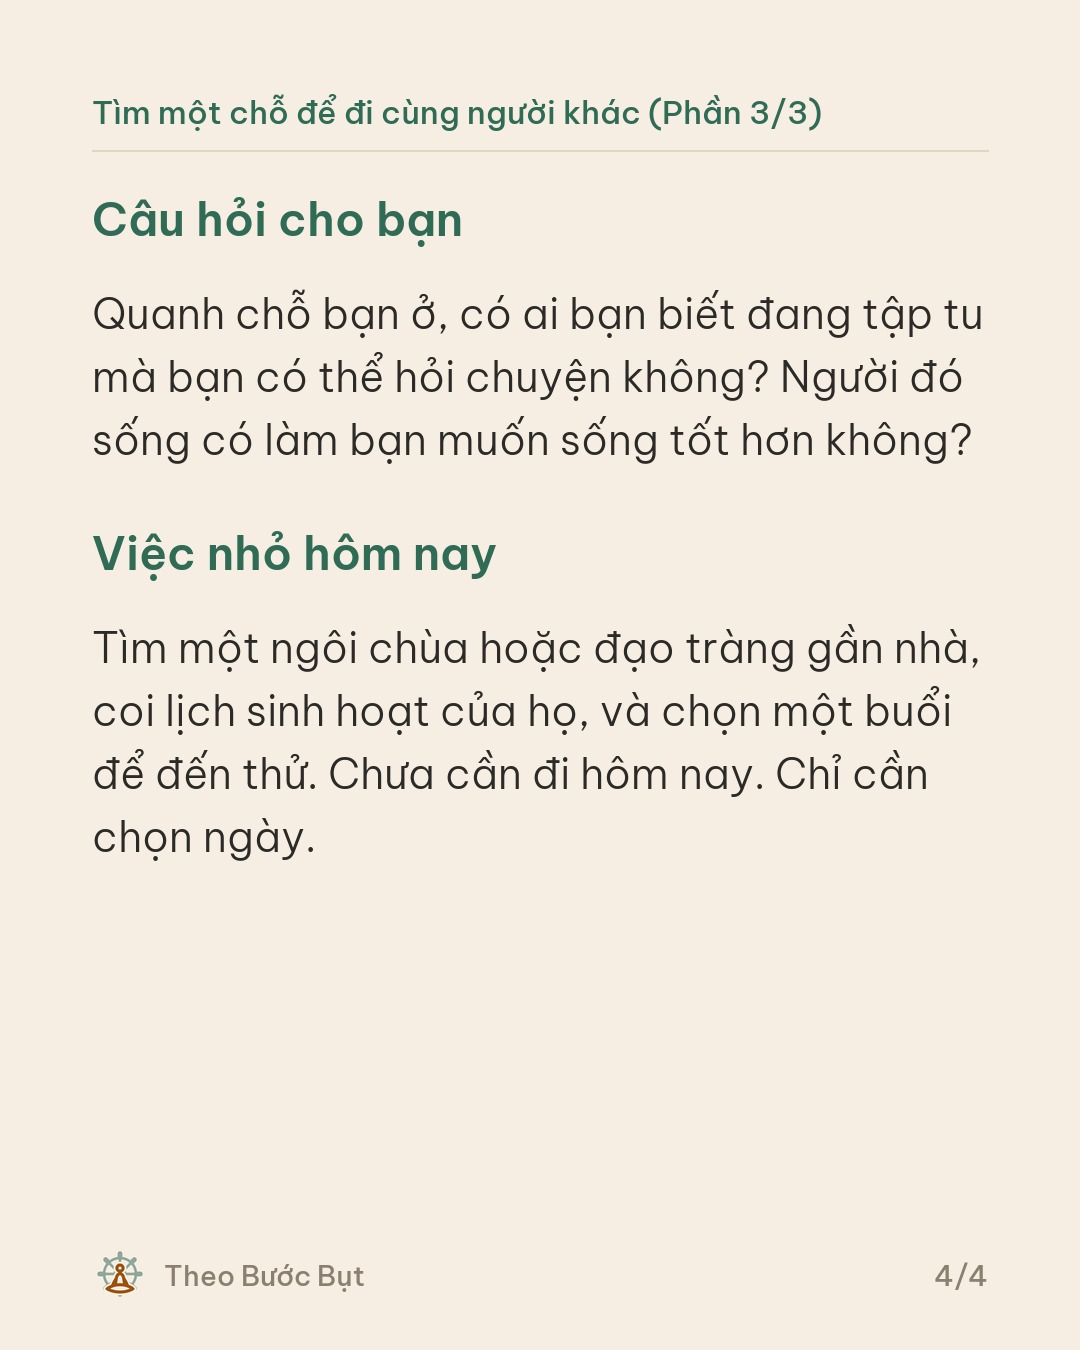 Tìm một chỗ để đi cùng người khác (Phần 3/3)
Câu hỏi cho bạn
Quanh chỗ bạn ở, có ai bạn biết đang tập tu
mà bạn có thể hỏi chuyện không? Người đó
sống có làm bạn muốn sống tốt hơn không?
Việc nhỏ hôm nay
Tìm một ngôi chùa hoặc đạo tràng gần nhà,
coi lịch sinh hoạt của họ, và chọn một buổi
để đến thử. Chưa cần đi hôm nay. Chỉ cần
chọn ngày.
Theo Bước Bụt
4/4